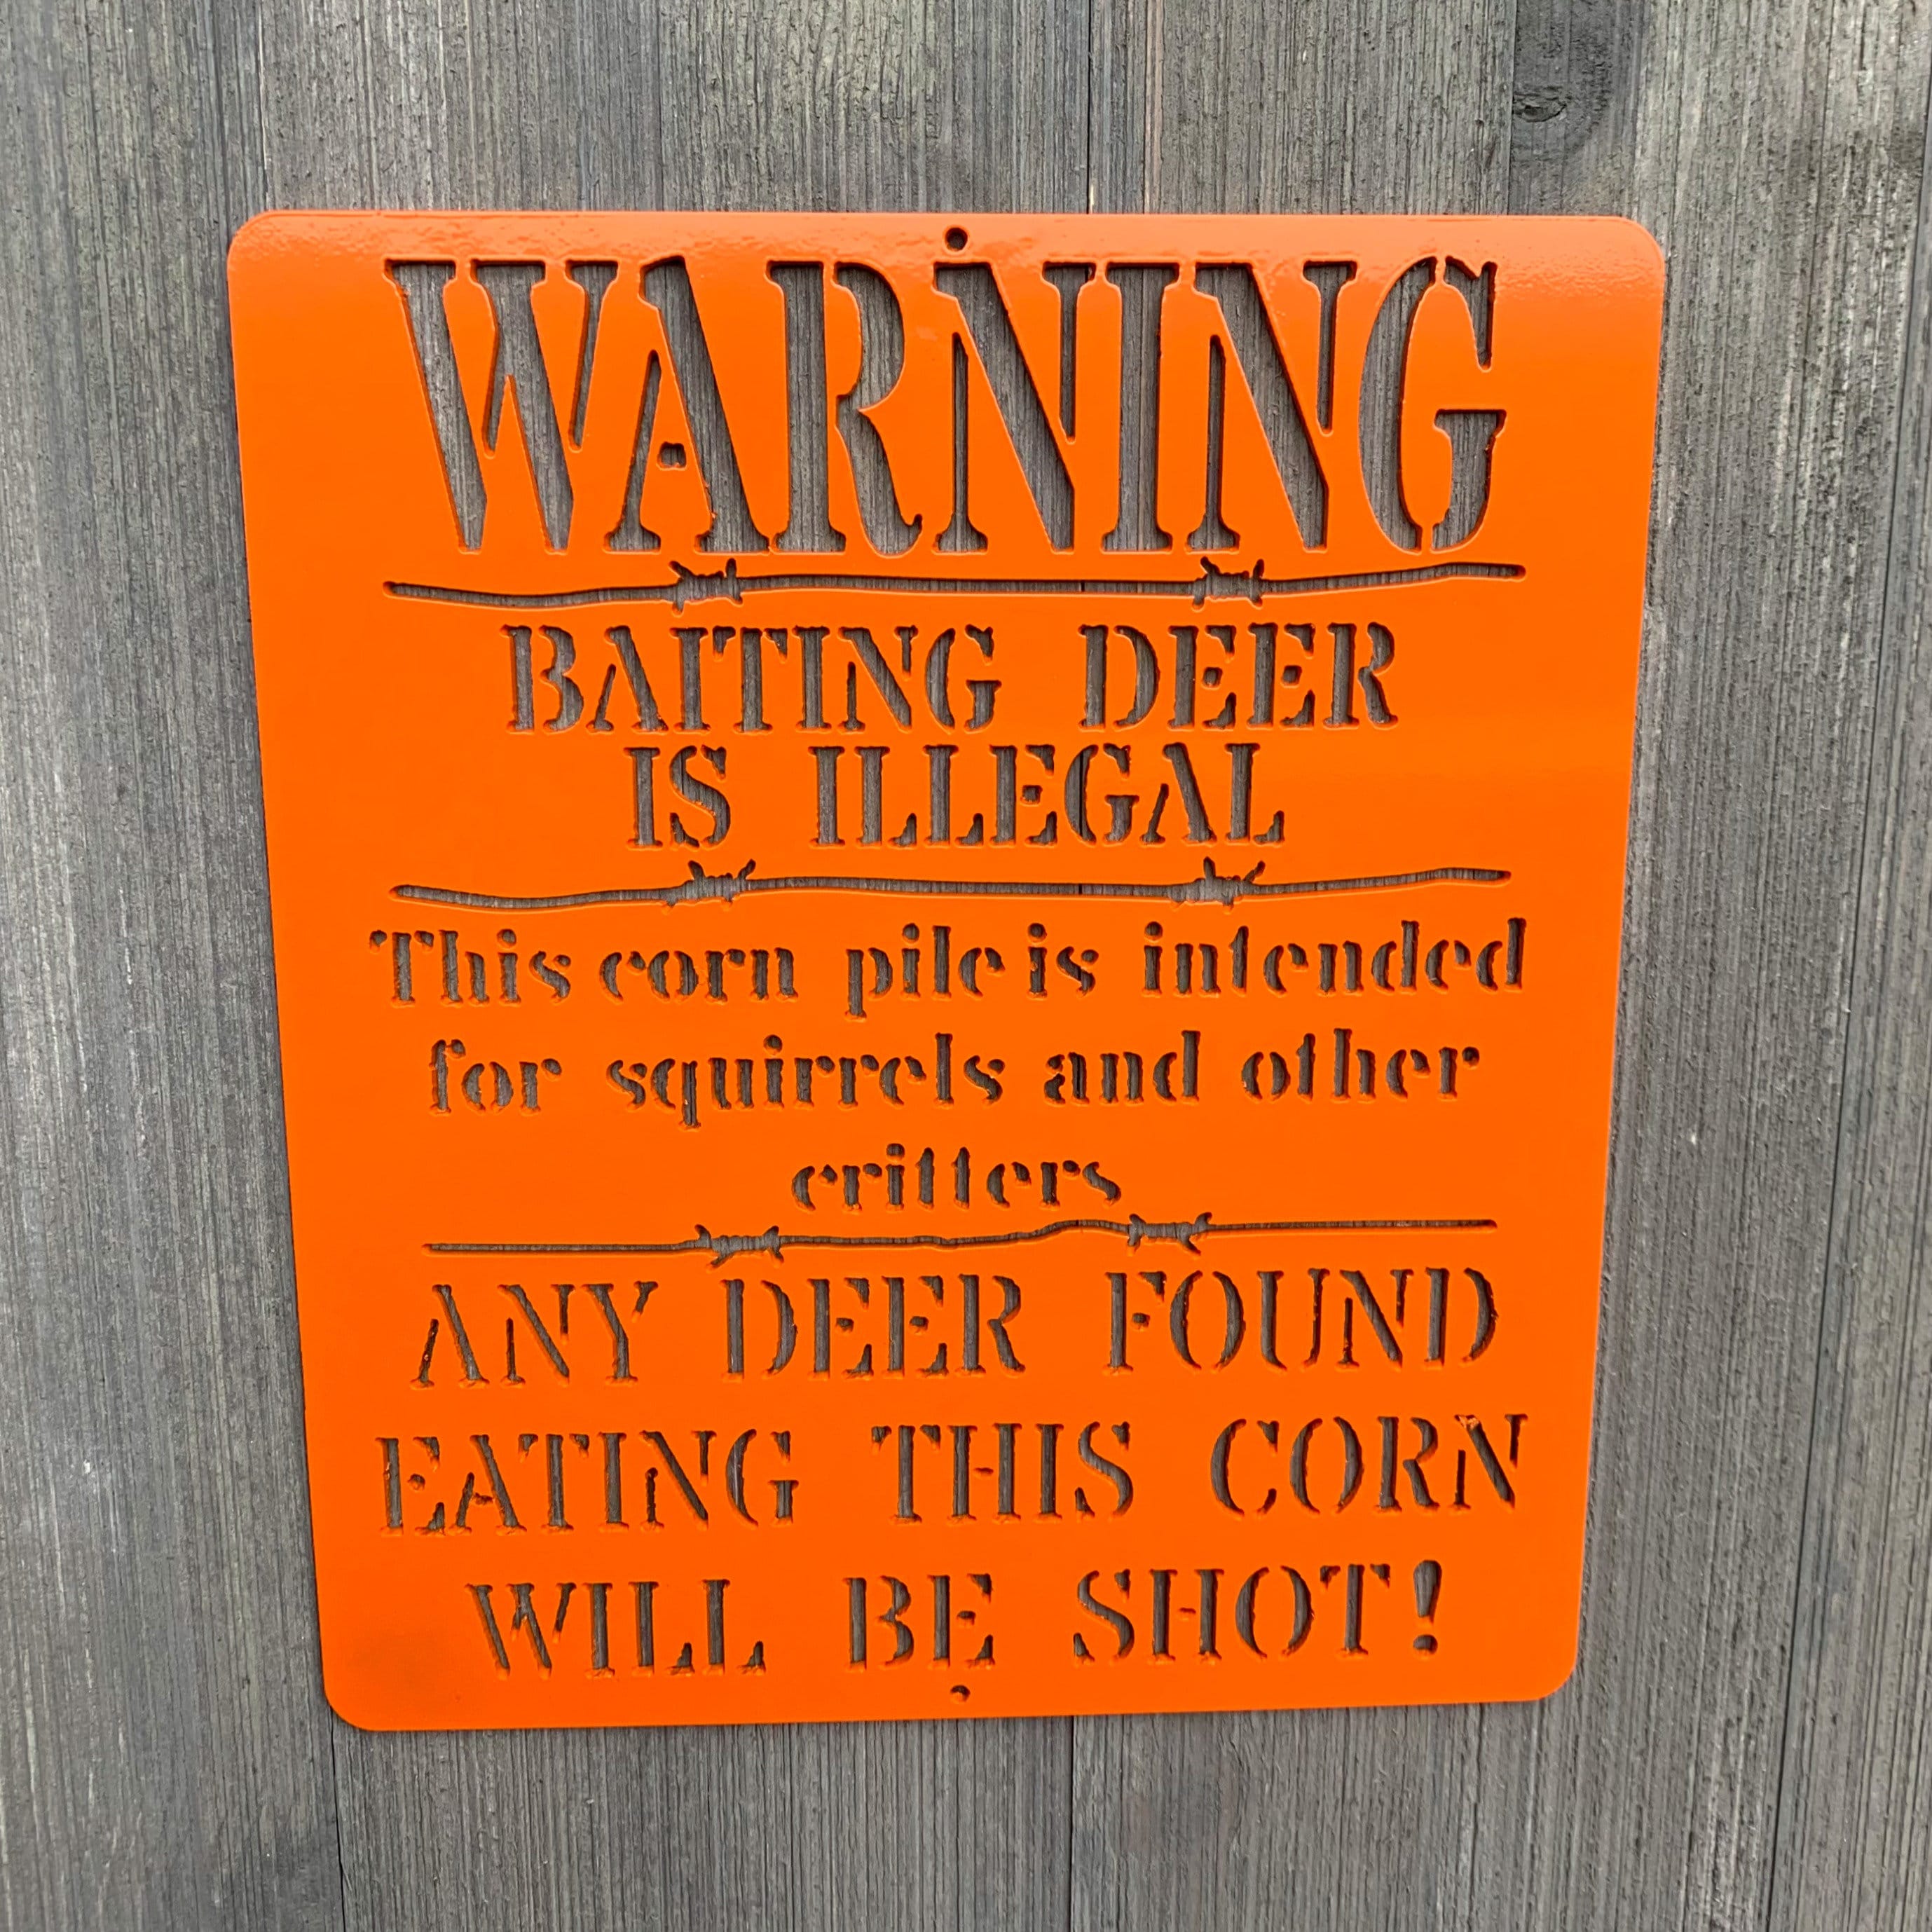 WARNING
BAITING DEER
IS ILLEGAL
This corn pile is intended
for squirrels and other
critters
ANY DEER FOUND
EATING THIS CORN
WILL BE SHOT!